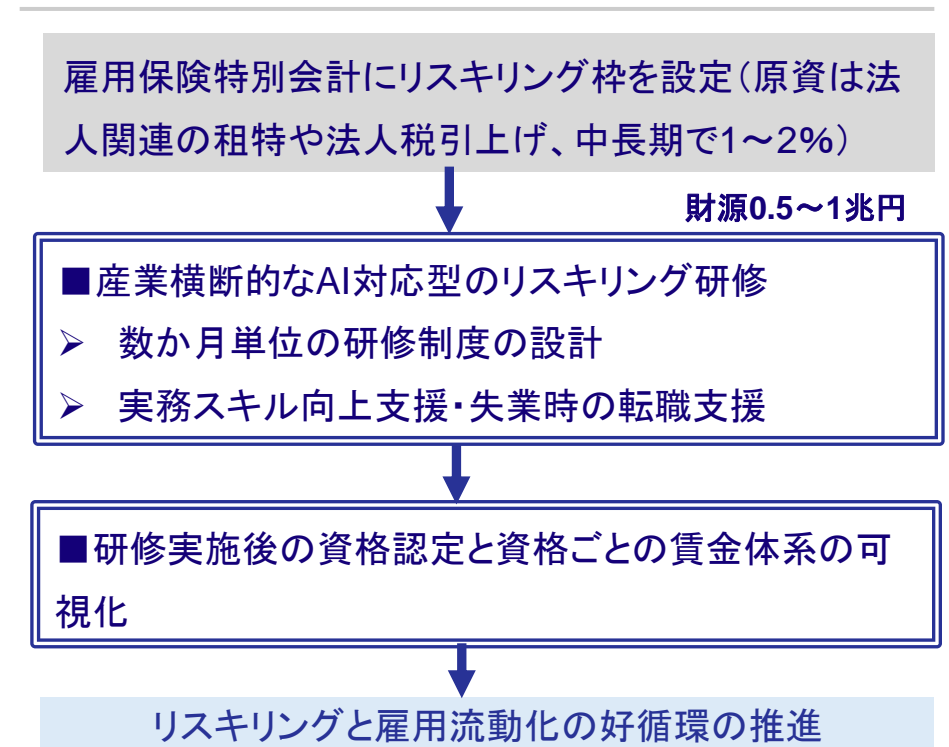 雇用保険特別会計にリスキリング枠を設定(原資は法
人関連の租特や法人税引上げ、中長期で1~2%)
財源0.5~1兆円
■産業横断的なAI対応型のリスキリング研修
➢ 数か月単位の研修制度の設計
➢ 実務スキル向上支援・失業時の転職支援
■研修実施後の資格認定と資格ごとの賃金体系の可
視化
リスキリングと雇用流動化の好循環の推進